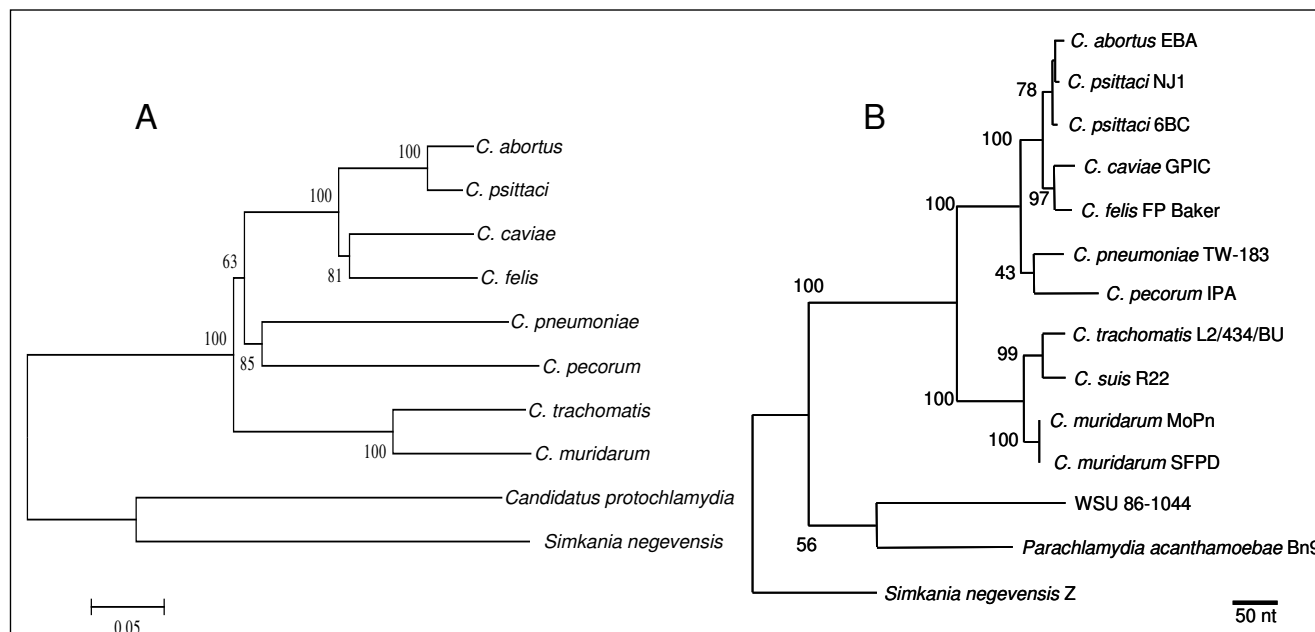 A
100
C. abortus
C. psittaci
100
C. caviae
81
C. felis
63
C. pneumoniae
100
85
C. pecorum
C. trachomatis
100
C. muridarum
Candidatus protochlamydia
Simkania negevensis
0.05
B
C. abortus EBA
78
C. psittaci NJ1
C. psittaci 6BC
100
C. caviae GPIC
97
C. felis FP Baker
100
C. pneumoniae TW-183
43
C. pecorum IPA
100
C. trachomatis L2/434/BU
99
C. suis R22
100
C. muridarum MoPn
100
C. muridarum SFPD
WSU 86-1044
56
Parachlamydia acanthamoebae Bn9
Simkania negevensis Z
50 nt